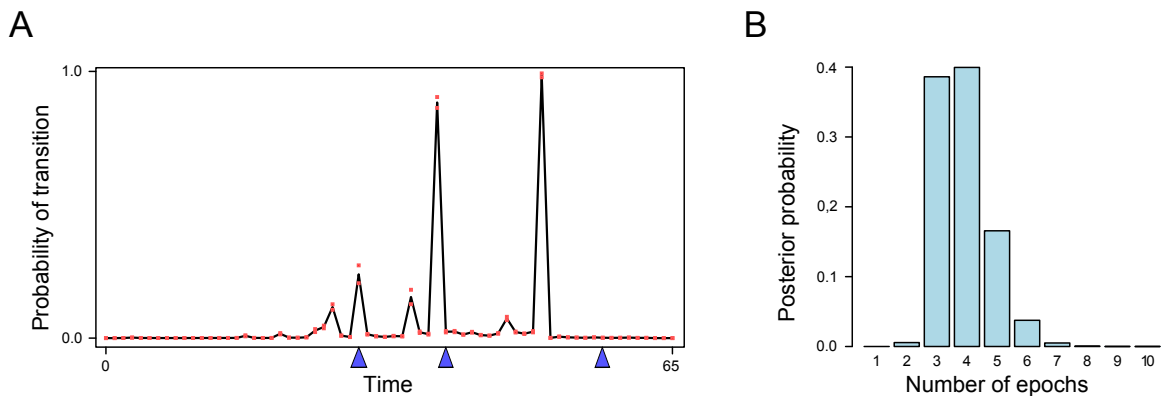 A
B
Probability of transition
1.0
0.0
0
65
Time
Posterior probability
0.4
0.3
0,2
0.1
0.0
1 2 3 4 5 6 7 8 9 10
Number of epochs